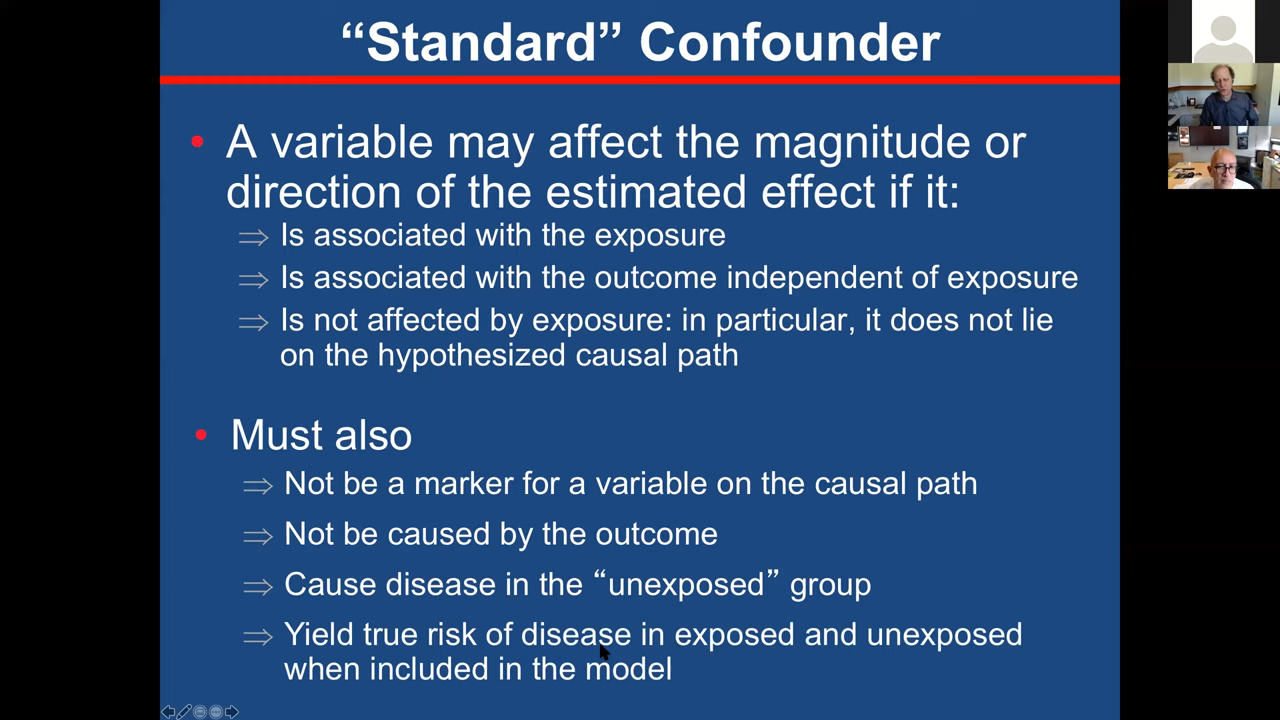 “Standard” Confounder
• A variable may affect the magnitude or
direction of the estimated effect if it:
⇒ Is associated with the exposure
⇒ Is associated with the outcome independent of exposure
⇒ Is not affected by exposure: in particular, it does not lie
on the hypothesized causal path
• Must also
⇒ Not be a marker for a variable on the causal path
⇒ Not be caused by the outcome
⇒ Cause disease in the “unexposed” group
⇒ Yield true risk of disease in exposed and unexposed
when included in the model